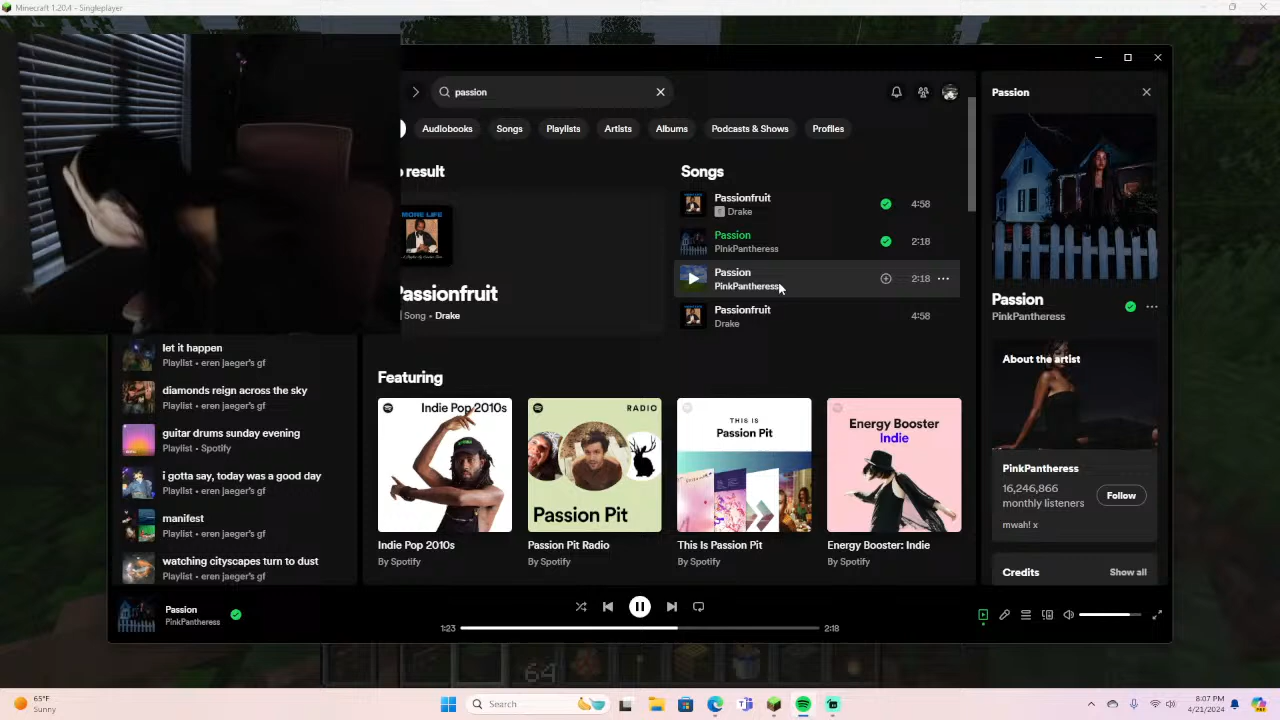 Minecraft 1.20.4 - Singleplayer
passion
Audiobooks
Songs
Playlists
Artists
Albums
Podcasts & Shows
Profiles
result
Songs
MORE LIFE
Passionfruit
Song • Drake
Passionfruit
E Drake
4:58
Passion
PinkPantheress
2:18
Passion
PinkPantheress
2:18
Passionfruit
Drake
4:58
let it happen
Playlist • eren jaeger's gf
diamonds reign across the sky
Playlist • eren jaeger's gf
guitar drums sunday evening
Playlist • Spotify
i gotta say, today was a good day
Playlist • eren jaeger's gf
manifest
Playlist • eren jaeger's gf
watching cityscapes turn to dust
Playlist • eren jaeger's gf
Featuring
Indie Pop 2010s
Indie Pop 2010s
By Spotify
RADIO
Passion Pit
Passion Pit Radio
By Spotify
THIS IS
Passion Pit
This Is Passion Pit
By Spotify
Energy Booster
Indie
Energy Booster: Indie
By Spotify
Passion
Passion
PinkPantheress
About the artist
PinkPantheress
16,246,866
monthly listeners
Follow
mwah! x
Credits
Show all
Passion
PinkPantheress
1:23
2:18
64
65°F
Sunny
Search
8:07 PM
4/21/2024